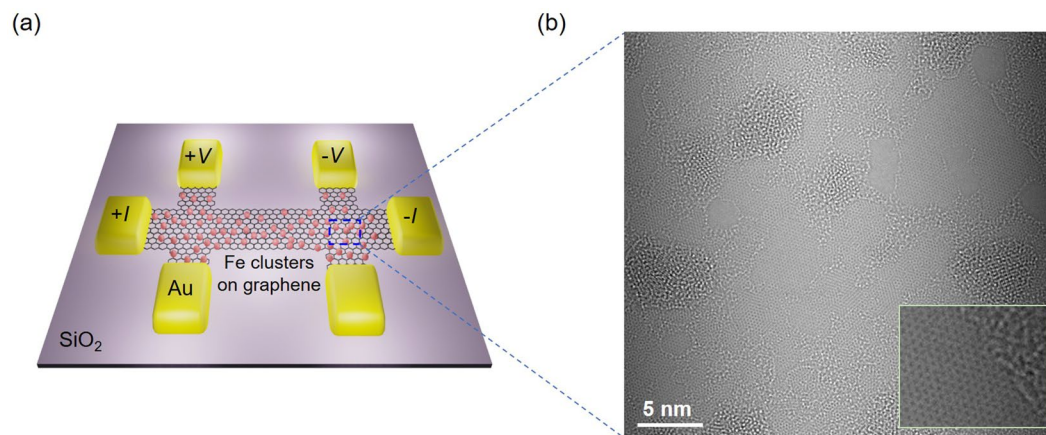 (a)
(b)
+V
-V
+I
-I
Fe clusters
on graphene
Au
SiO₂
5 nm